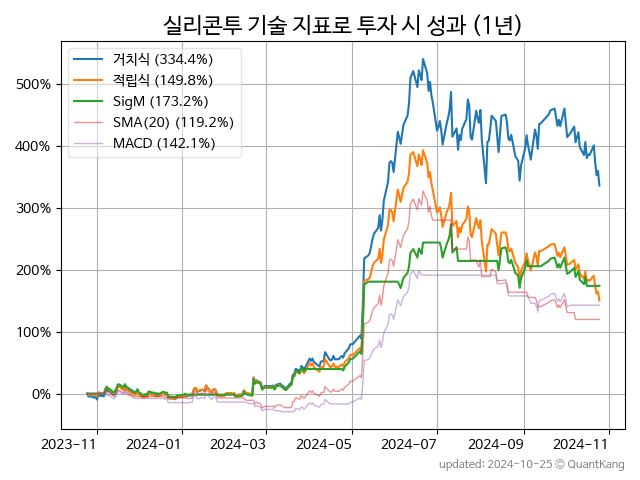 실리콘투 기술 지표로 투자 시 성과 (1년)
거치식 (334.4%)
적립식 (149.8%)
SigM (173.2%)
SMA(20) (119.2%)
MACD (142.1%)
500%
400%
300%
200%
100%
0%
2023-11 2024-01 2024-03 2024-05 2024-07 2024-09 2024-11
updated: 2024-10-25 © QuantKang